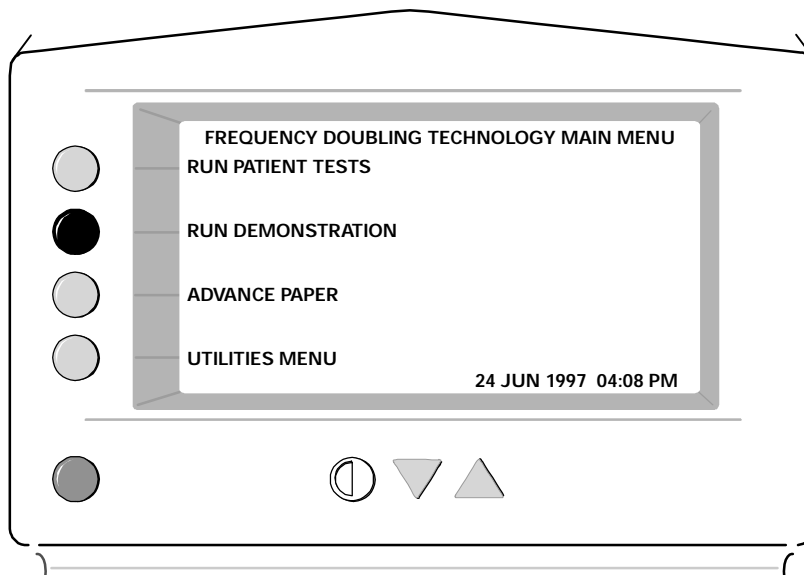 FREQUENCY DOUBLING TECHNOLOGY MAIN MENU
RUN PATIENT TESTS
RUN DEMONSTRATION
ADVANCE PAPER
UTILITIES MENU
24 JUN 1997 04:08 PM